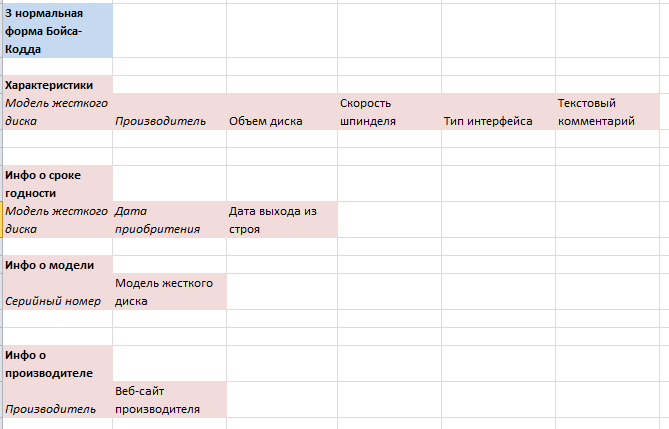 3 нормальная
форма Бойса-
Кодда
Характеристики
Модель жесткого
диска
Производитель
Объем диска
Скорость
шпинделя
Тип интерфейса
Текстовый
комментарий
Инфо о сроке
годности
Модель жесткого
диска
Дата
приобритения
Дата выхода из
строя
Инфо о модели
Серийный номер
Модель жесткого
диска
Инфо о
производителе
Производитель
Веб-сайт
производителя